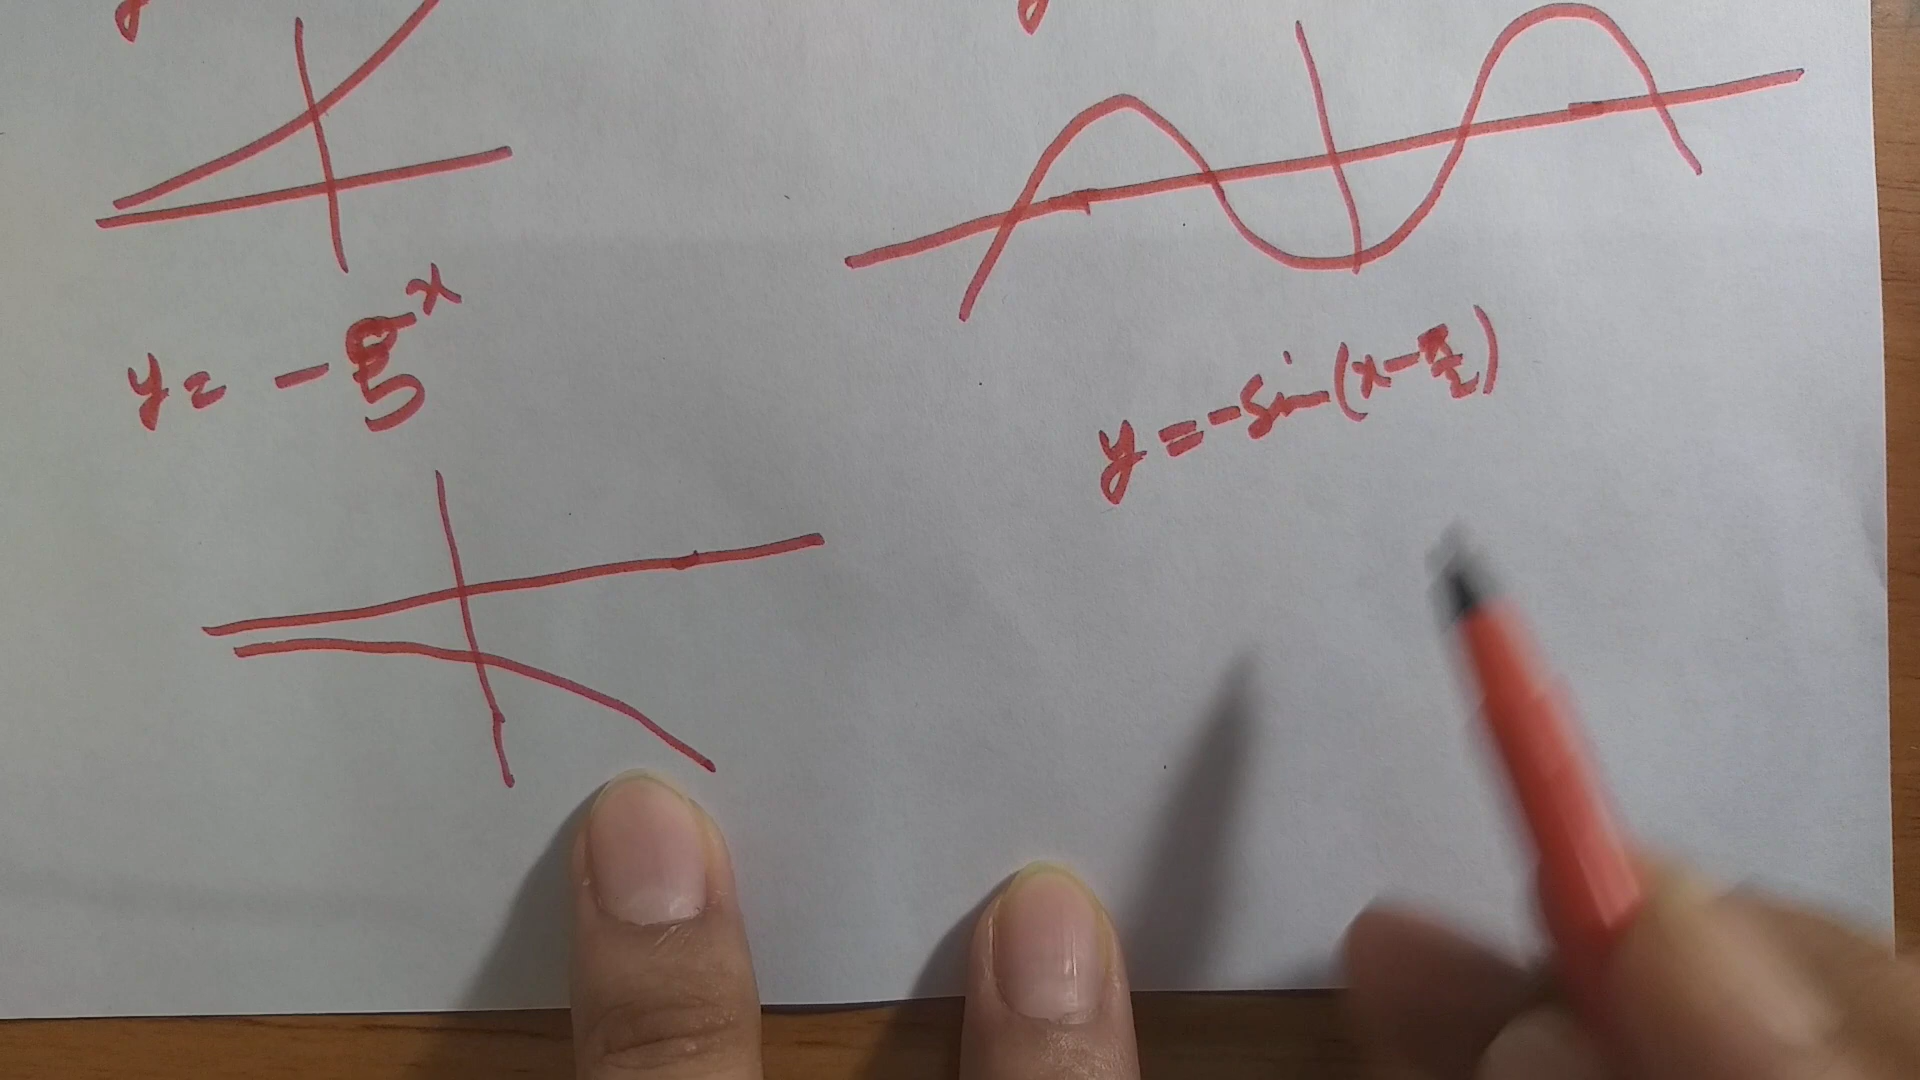 y = -5^x
y = -sin(x - π/2)